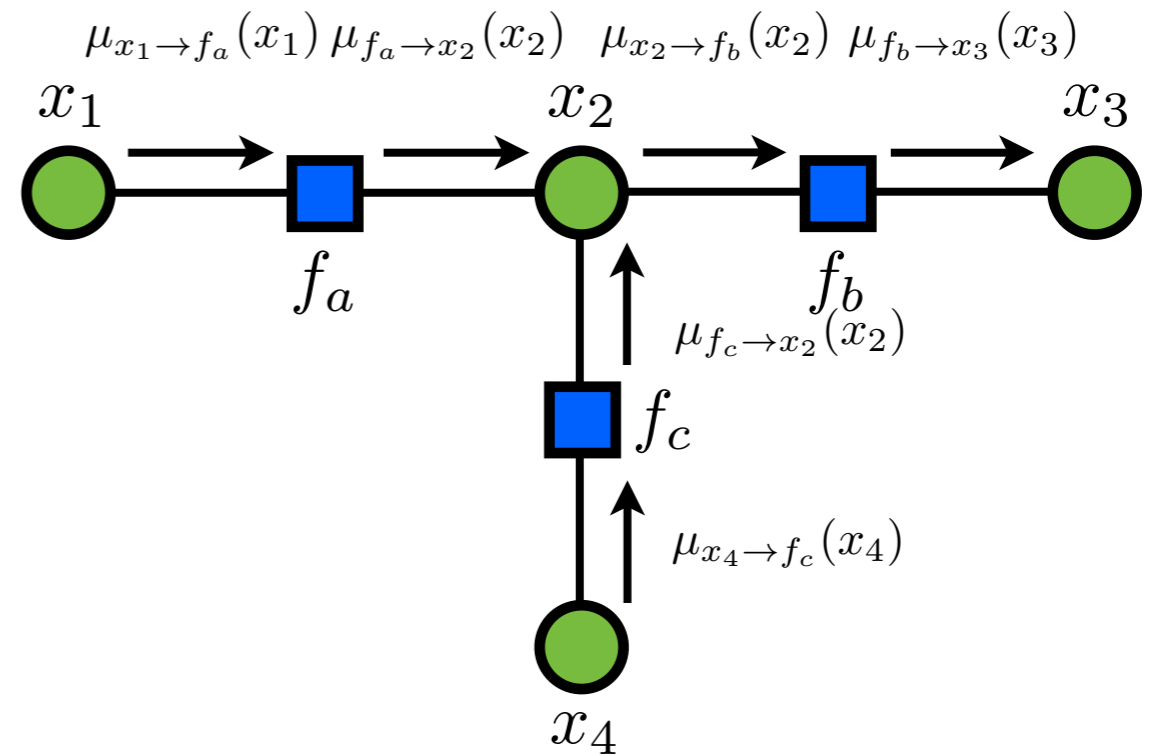 μ_{x_1→f_a}(x_1) μ_{f_a→x_2}(x_2) μ_{x_2→f_b}(x_2) μ_{f_b→x_3}(x_3)
x_1 x_2 x_3
f_a f_b
μ_{f_c→x_2}(x_2)
f_c
μ_{x_4→f_c}(x_4)
x_4